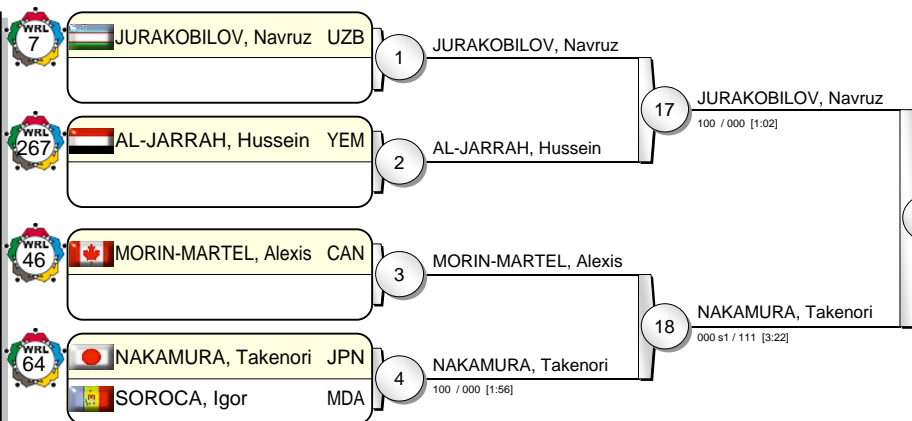 WRL
7
JURAKOBILOV, Navruz UZB
1
JURAKOBILOV, Navruz
17
JURAKOBILOV, Navruz
100 / 000 [1:02]
WRL
267
AL-JARRAH, Hussein YEM
2
AL-JARRAH, Hussein
WRL
46
MORIN-MARTEL, Alexis CAN
3
MORIN-MARTEL, Alexis
18
NAKAMURA, Takenori
000 s1 / 111 [3:22]
WRL
64
NAKAMURA, Takenori JPN
SOROCA, Igor MDA
4
NAKAMURA, Takenori
100 / 000 [1:56]